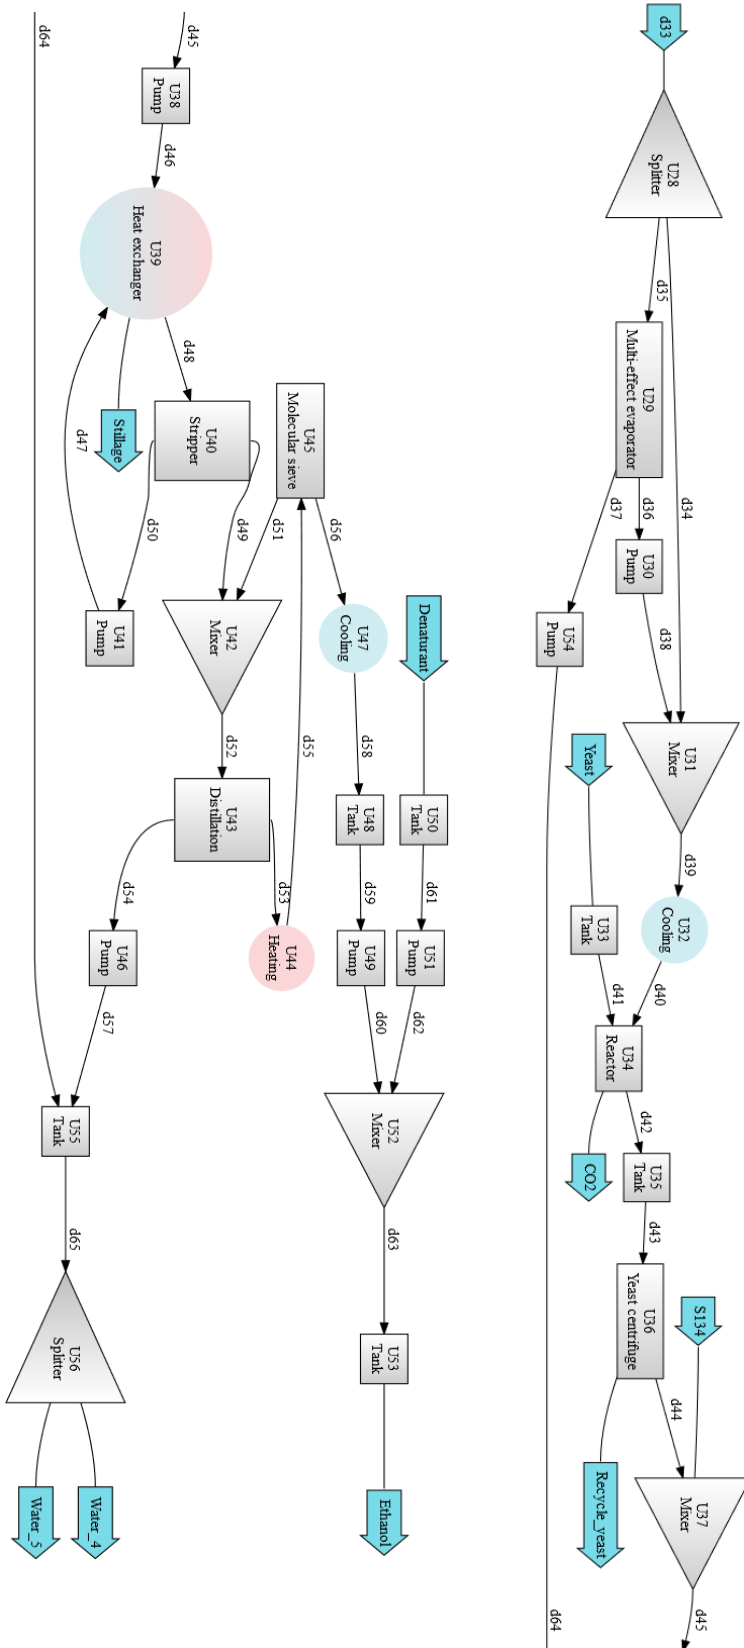 d33
U28
Splitter
d35
d34
U29
Multi-effect evaporator
d37
d36
U30
Pump
d38
U54
Pump
U31
Mixer
Yeast
d39
U32
Cooling
U33
Tank
d41
d40
U34
Reactor
d42
CO2
U35
Tank
d43
U36
Yeast centrifuge
S134
d44
Recycle_yeast
U37
Mixer
d45
d64
d64
d45
U38
Pump
d46
U39
Heat exchanger
d48
Stillage
d47
U40
Stripper
d50
d49
U41
Pump
U45
Molecular sieve
d51
d56
U42
Mixer
U47
Cooling
Denaturant
d52
d55
d58
U43
Distillation
U48
Tank
U50
Tank
d54
d53
d59
d61
U46
Pump
U44
Heating
U49
Pump
U51
Pump
d57
d60
d62
U55
Tank
U52
Mixer
d65
d63
U56
Splitter
U53
Tank
Water_5
Water_4
Ethanol